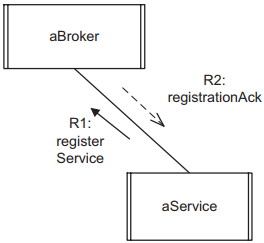 aBroker
R2:
registrationAck
R1:
register
Service
aService